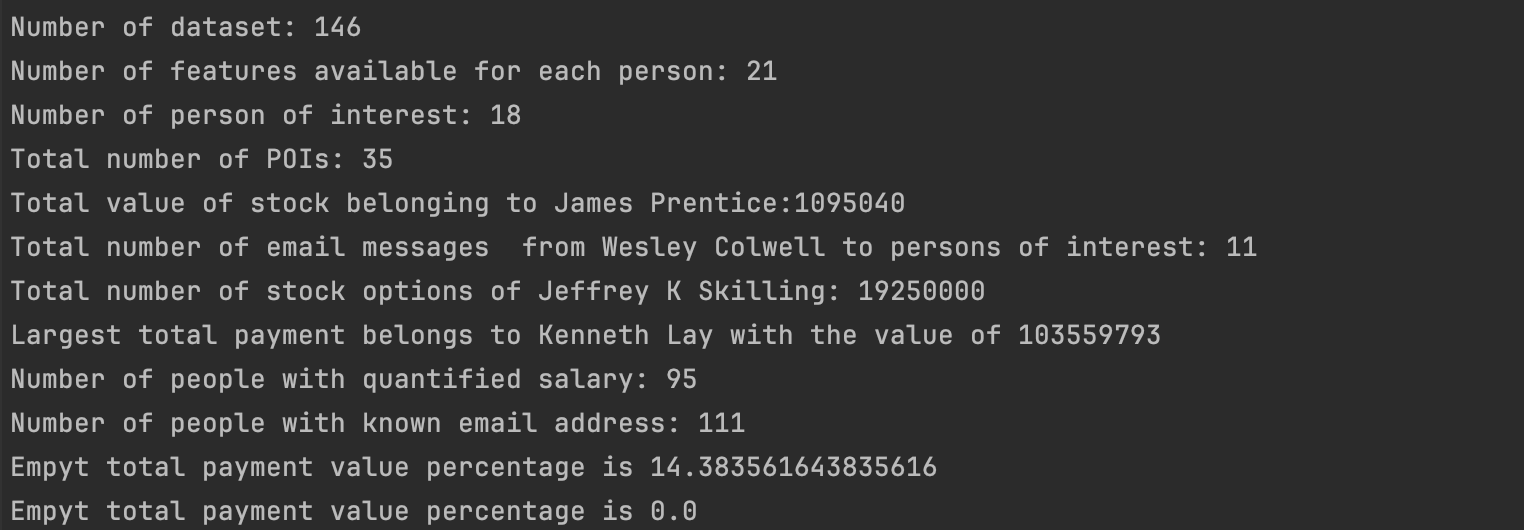 Number of dataset: 146
Number of features available for each person: 21
Number of person of interest: 18
Total number of POIs: 35
Total value of stock belonging to James Prentice:1095040
Total number of email messages  from Wesley Colwell to persons of interest: 11
Total number of stock options of Jeffrey K Skilling: 19250000
Largest total payment belongs to Kenneth Lay with the value of 103559793
Number of people with quantified salary: 95
Number of people with known email address: 111
Empyt total payment value percentage is 14.383561643835616
Empyt total payment value percentage is 0.0